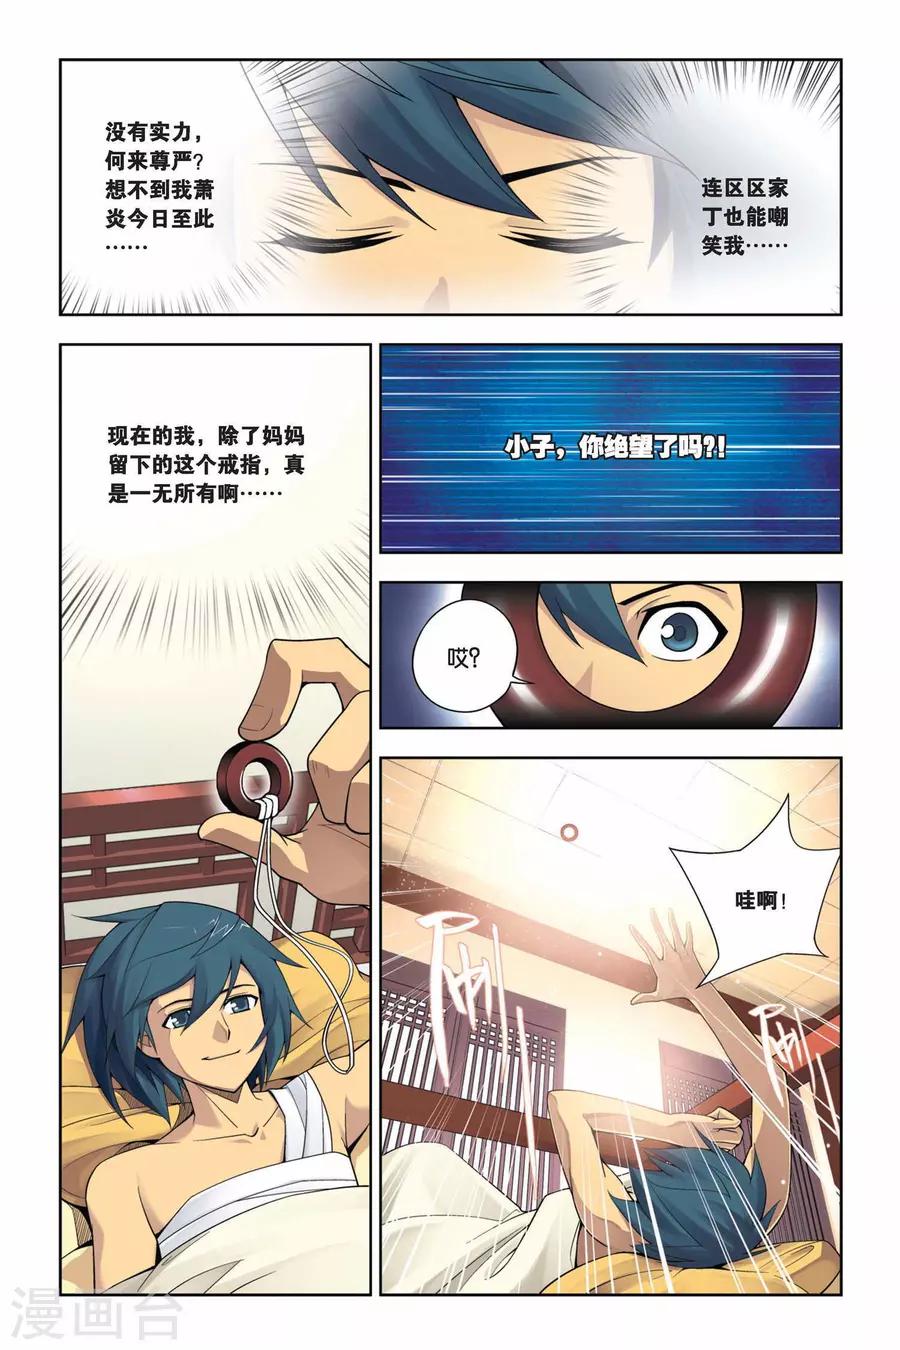 没有实力，
何来尊严？
想不到我萧
炎今日至此
……
连区区家
丁也能嘲
笑我……
现在的我，除了妈妈
留下的这个戒指，真
是一无所有啊……
小子，你绝望了吗?!
哎？
哇啊！
唰
唰
漫画台